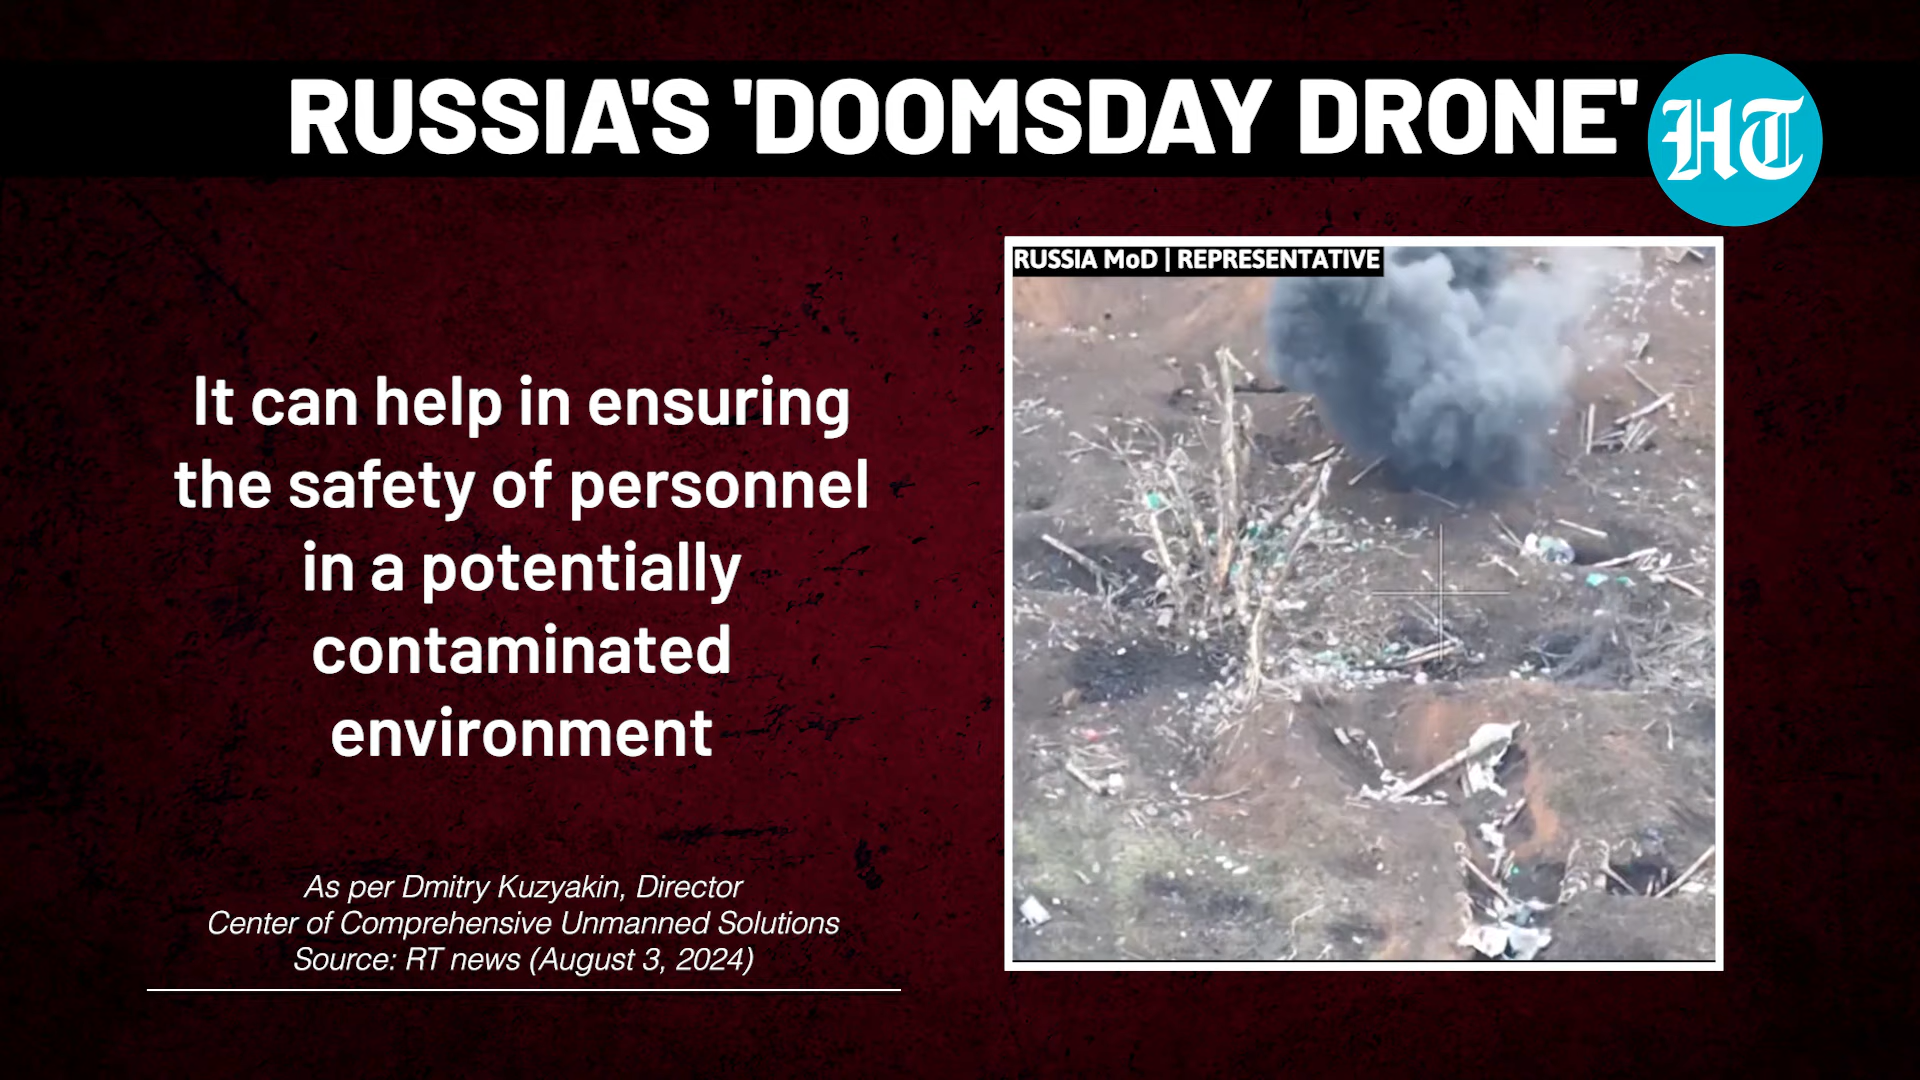 RUSSIA'S 'DOOMSDAY DRONE'
HT
RUSSIA MoD | REPRESENTATIVE
It can help in ensuring
the safety of personnel
in a potentially
contaminated
environment
As per Dmitry Kuzyakin, Director
Center of Comprehensive Unmanned Solutions
Source: RT news (August 3, 2024)